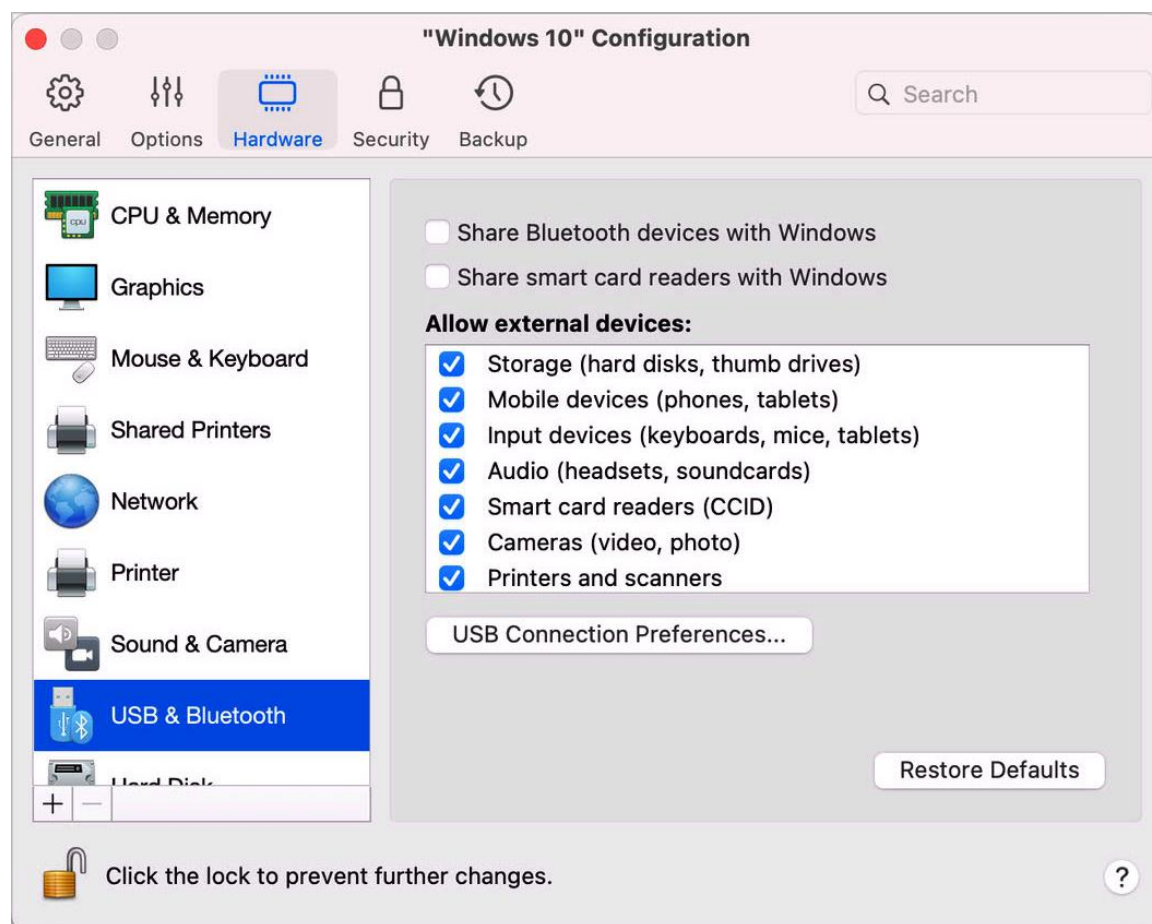 "Windows 10" Configuration
General Options Hardware Security Backup
Search
CPU & Memory
Graphics
Mouse & Keyboard
Shared Printers
Network
Printer
Sound & Camera
USB & Bluetooth
Hard Disk
Share Bluetooth devices with Windows
Share smart card readers with Windows
Allow external devices:
Storage (hard disks, thumb drives)
Mobile devices (phones, tablets)
Input devices (keyboards, mice, tablets)
Audio (headsets, soundcards)
Smart card readers (CCID)
Cameras (video, photo)
Printers and scanners
USB Connection Preferences...
Restore Defaults
Click the lock to prevent further changes.
?
cpu